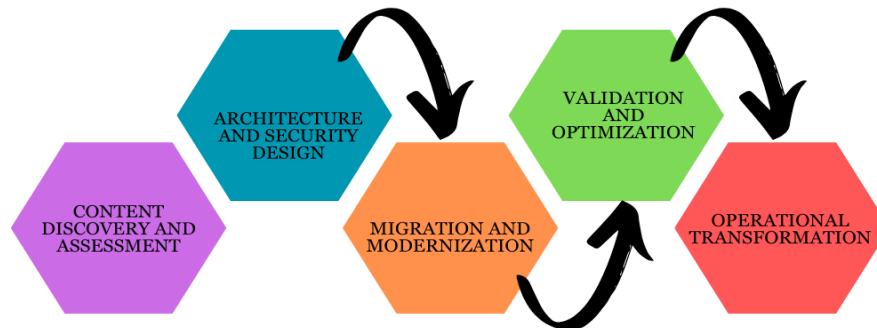 CONTENT
DISCOVERY AND
ASSESSMENT
ARCHITECTURE
AND SECURITY
DESIGN
MIGRATION AND
MODERNIZATION
VALIDATION
AND
OPTIMIZATION
OPERATIONAL
TRANSFORMATION